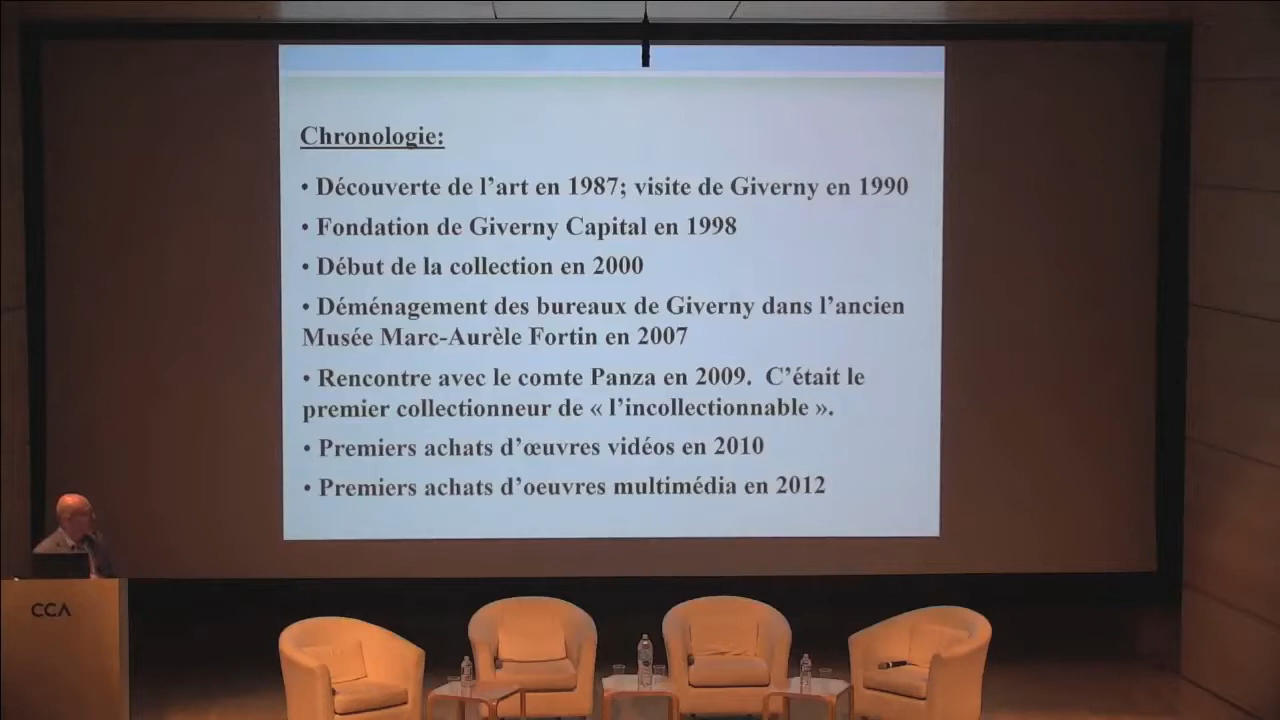 Chronologie:
• Découverte de l’art en 1987; visite de Giverny en 1990
• Fondation de Giverny Capital en 1998
• Début de la collection en 2000
• Déménagement des bureaux de Giverny dans l’ancien
Musée Marc-Aurèle Fortin en 2007
• Rencontre avec le comte Panza en 2009. C’était le
premier collectionneur de « l’incollectionnable ».
• Premiers achats d’œuvres vidéos en 2010
• Premiers achats d’oeuvres multimédia en 2012
CCA